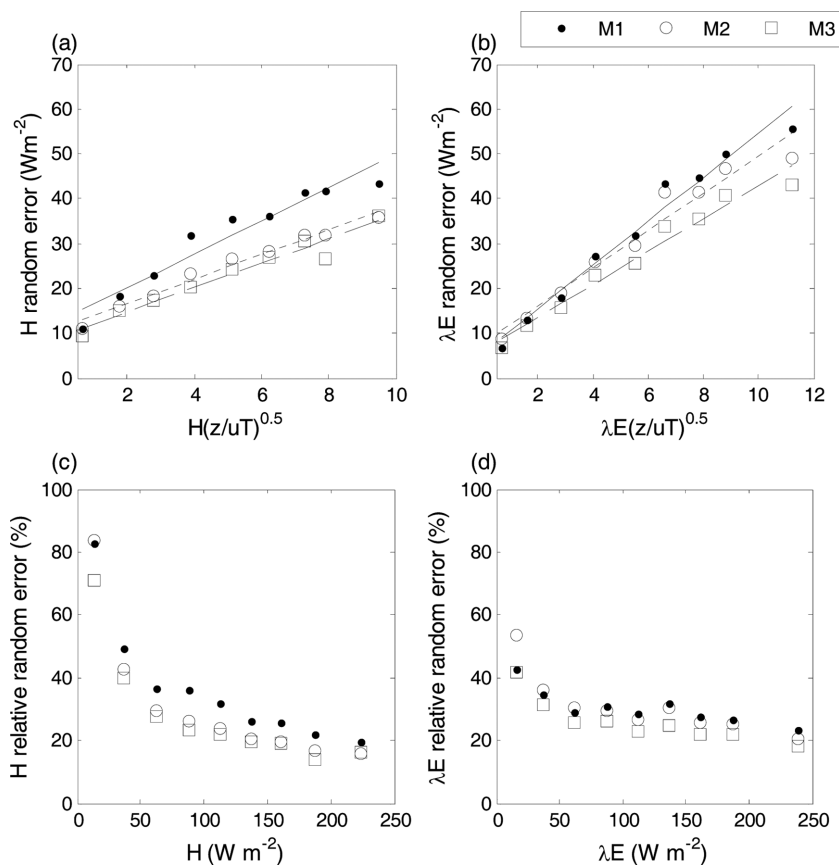 (a)
(b)
M1 M2 M3
70
60
50
40
30
20
10
0
H random error (Wm-2)
2 4 6 8 10
H(z/uT)0.5
70
60
50
40
30
20
10
0
λE random error (Wm-2)
2 4 6 8 10 12
λE(z/uT)0.5
(c)
100
80
60
40
20
0
H relative random error (%)
0 50 100 150 200 250
H (W m-2)
(d)
100
80
60
40
20
0
λE relative random error (%)
0 50 100 150 200 250
λE (W m-2)